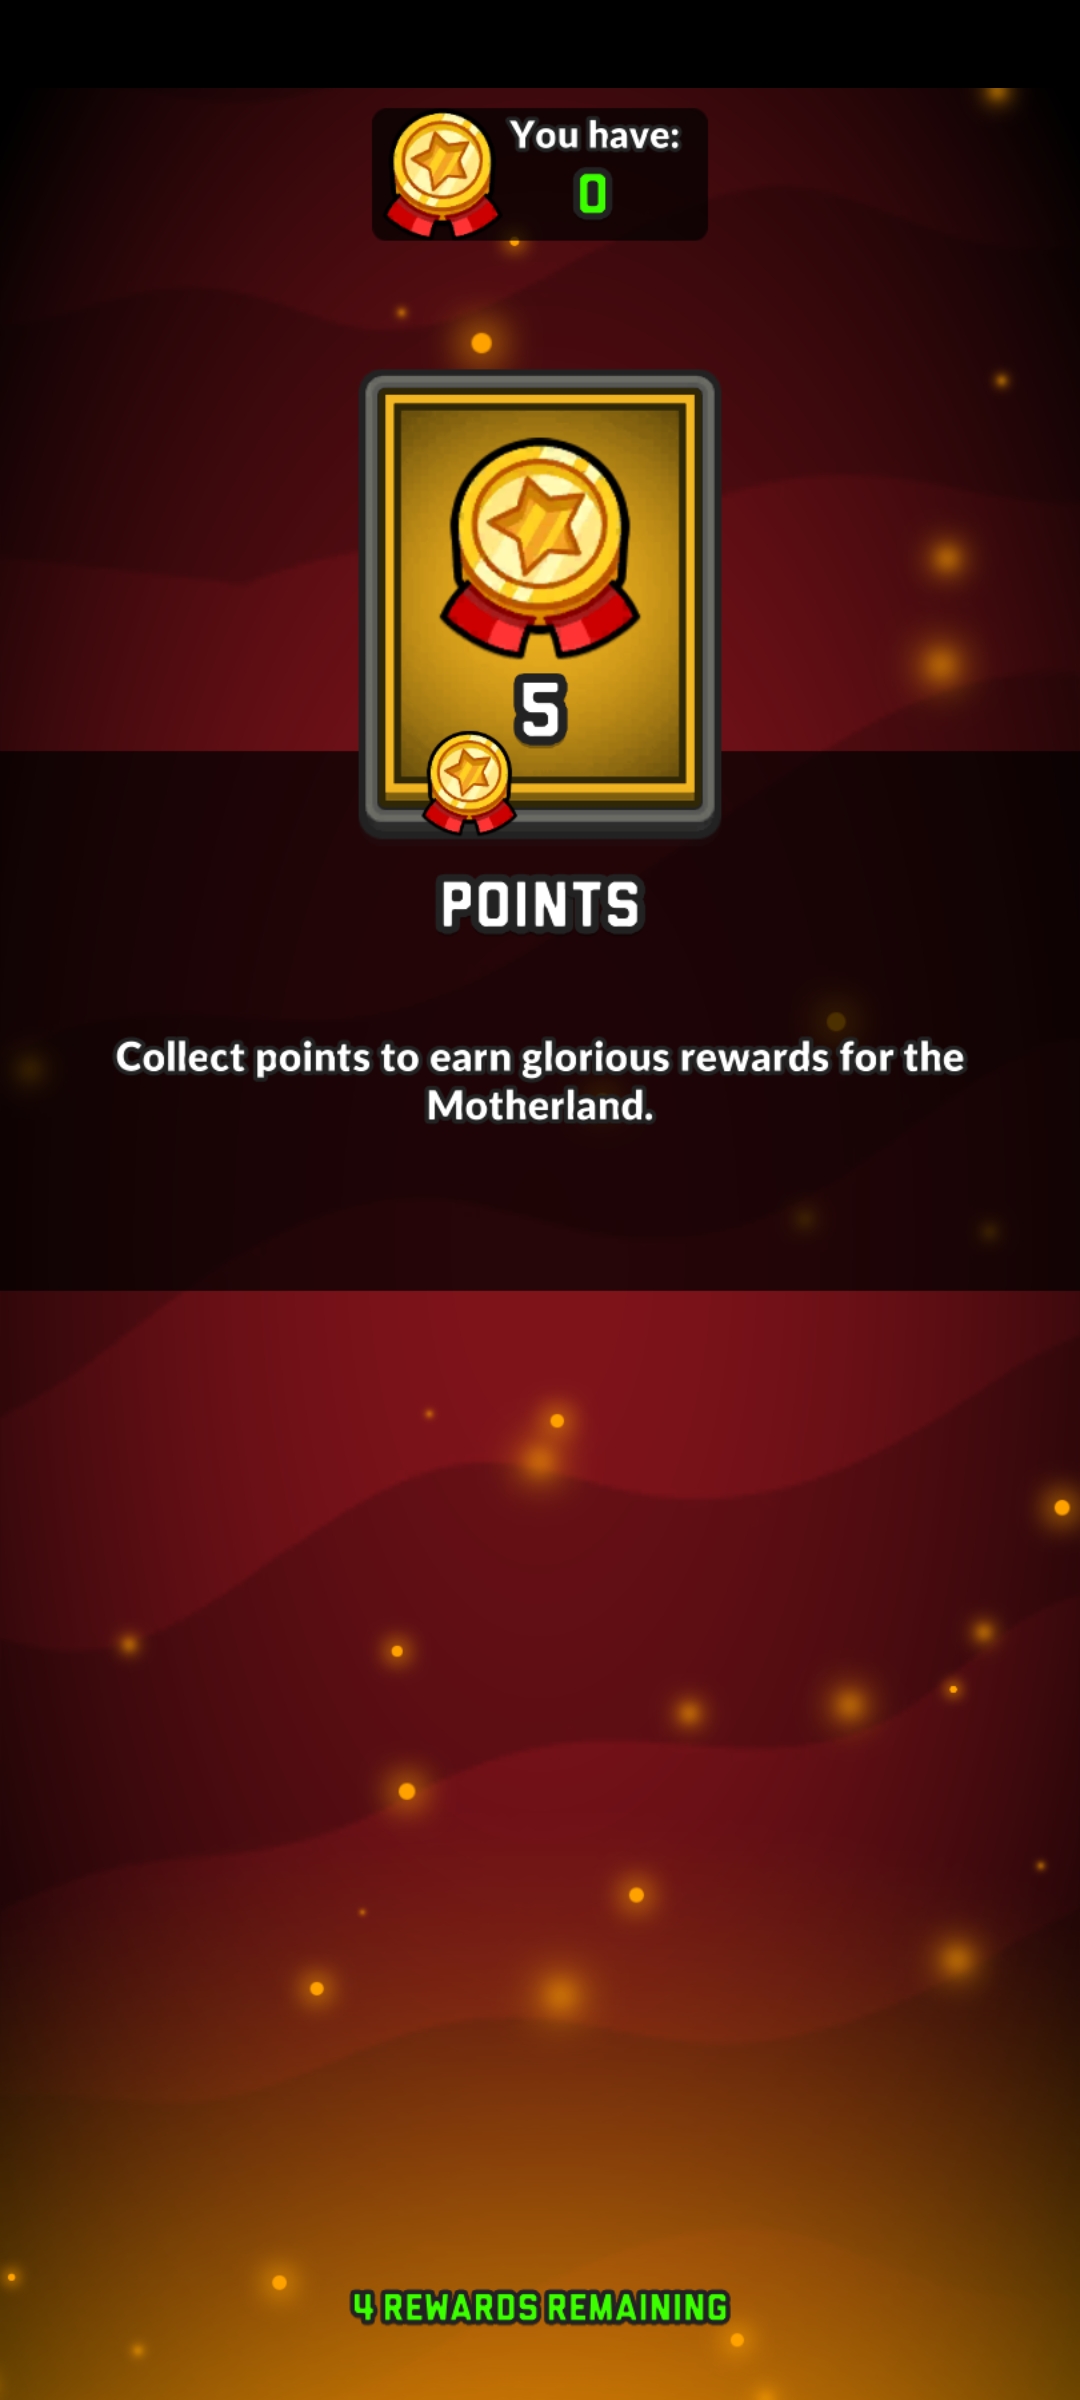 You have:
0
5
POINTS
Collect points to earn glorious rewards for the
Motherland.
4 REWARDS REMAINING